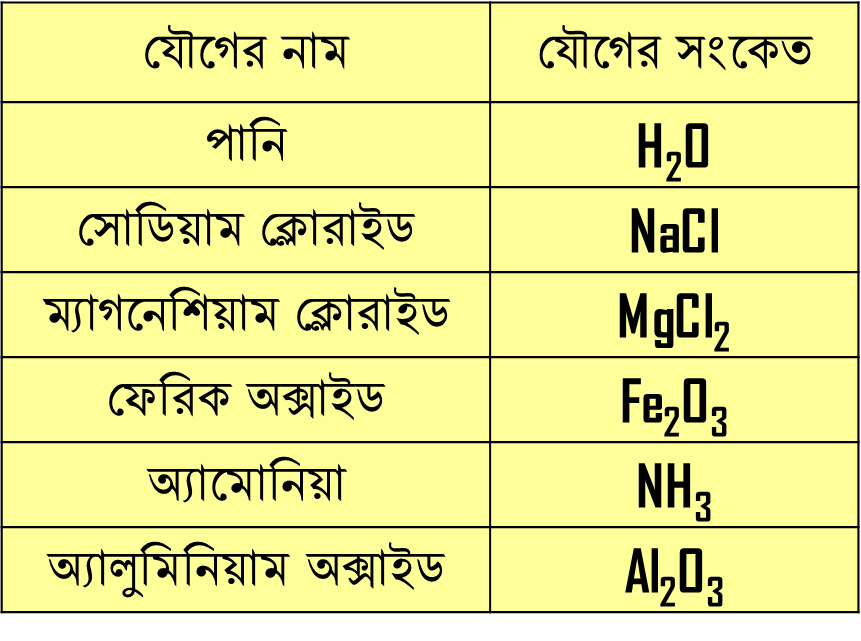 যৌগের নাম যৌগের সংকেত
পানি H₂O
সোডিয়াম ক্লোরাইড NaCl
ম্যাগনেশিয়াম ক্লোরাইড MgCl₂
ফেরিক অক্সাইড Fe₂O₃
অ্যামোনিয়া NH₃
অ্যালুমিনিয়াম অক্সাইড Al₂O₃